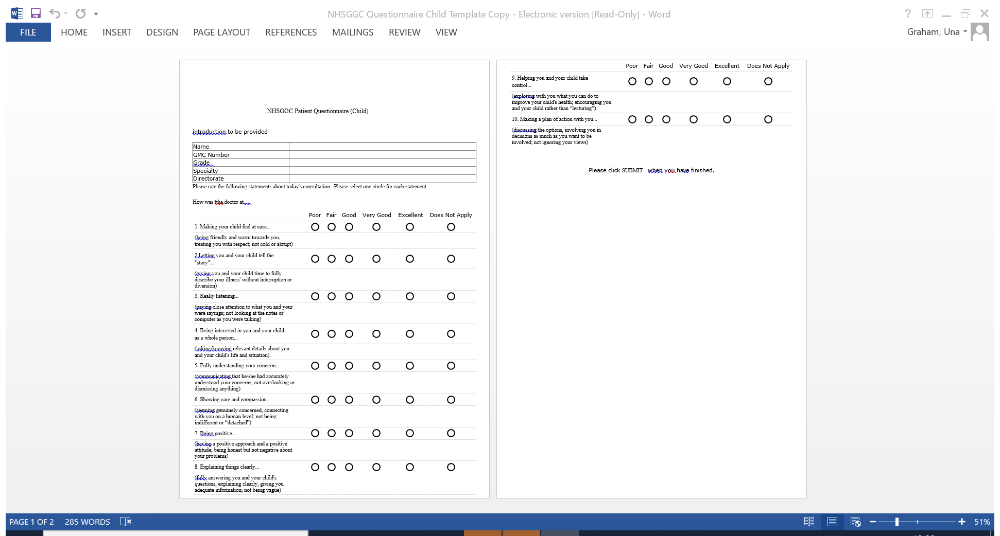 NHSGGC Questionnaire Child Template Copy - Electronic version [Read-Only] - Word
FILE HOME INSERT DESIGN PAGE LAYOUT REFERENCES MAILINGS REVIEW VIEW
Graham, Una
NHSGGC Patient Questionnaire (Child)
introduction to be provided
Name
GMC Number
Grade
Specialty
Directorate
Please rate the following statements about today's consultation. Please select one circle for each statement.
How was tthe doctor at....
Poor Fair Good Very Good Excellent Does Not Apply
1. Making your child feel at ease...
(being friendly and warm towards you,
treating you with respect; not cold or abrupt)
2.Letting you and your child tell the
"story"...
(giving you and your child time to fully
describe your illness' without interruption or
diversion)
3. Really listening...
(paying close attention to what you and your
were sayings; not looking at the notes or
computer as you were talking)
4. Being interested in you and your child
as a whole person...
(asking/knowing relevant details about you
and your child's life and situation).
5. Fully understanding your concerns...
(communicating that he/she had accurately
understood your concerns; not overlooking or
dismissing anything)
6. Showing care and compassion...
(seeming genuinely concerned, connecting
with you on a human level; not being
indifferent or “detached”)
7. Being positive...
(having a positive approach and a positive
attitude; being honest but not negative about
your problems)
8. Explaining things clearly...
(fully answering you and your child's
questions, explaining clearly, giving you
adequate information; not being vague)
Poor Fair Good Very Good Excellent Does Not Apply
9. Helping you and your child take
control...
(exploring with you what you can do to
improve your child's health; encouraging you
and your child rather than “lecturing”)
10. Making a plan of action with you...
(discussing the options, involving you in
decisions as much as you want to be
involved; not ignoring your views)
Please click SUBMIT when you have finished.
PAGE 1 OF 2 285 WORDS
51%